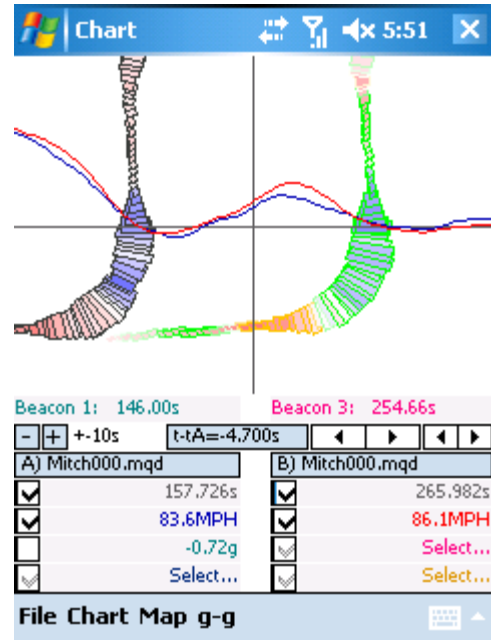 Chart 5:51
Beacon 1: 146.00s Beacon 3: 254.66s
- + +-10s t-tA=-4.700s
A) Mitch000.mqd B) Mitch000.mqd
157.726s 265.982s
83.6MPH 86.1MPH
-0.72g Select...
Select... Select...
File Chart Map g-g